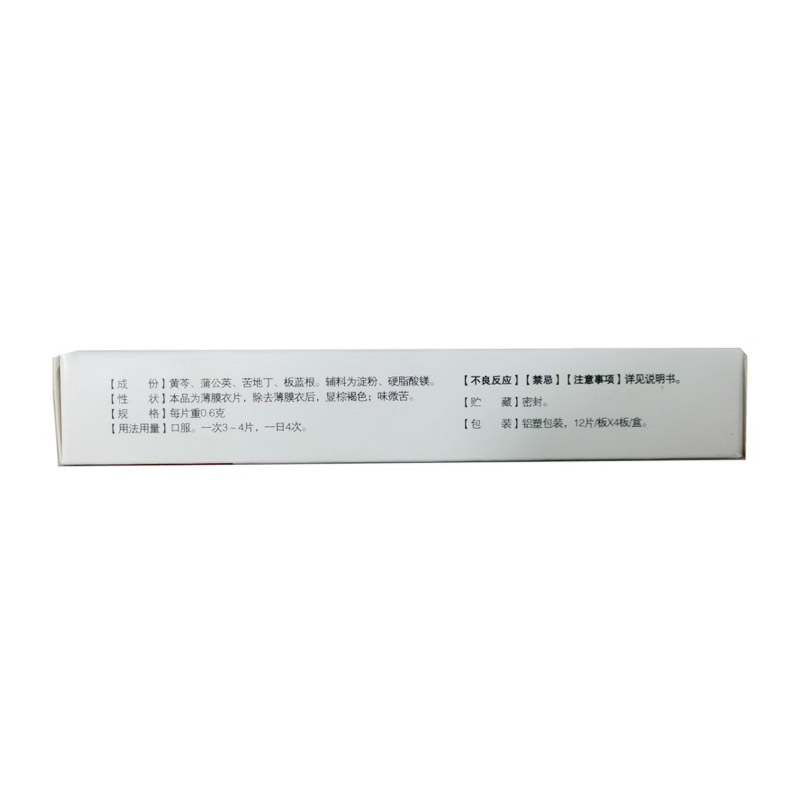 【成　　份】黄芩、蒲公英、苦地丁、板蓝根。辅料为淀粉、硬脂酸镁。
【性　　状】本品为薄膜衣片，除去薄膜衣后，显棕褐色；味微苦。
【规　　格】每片重0.6克
【用法用量】口服。一次3－4片，一日4次。
【不良反应】【禁忌】【注意事项】详见说明书。
【贮　　藏】密封。
【包　　装】铝塑包装，12片/板X4板/盒。